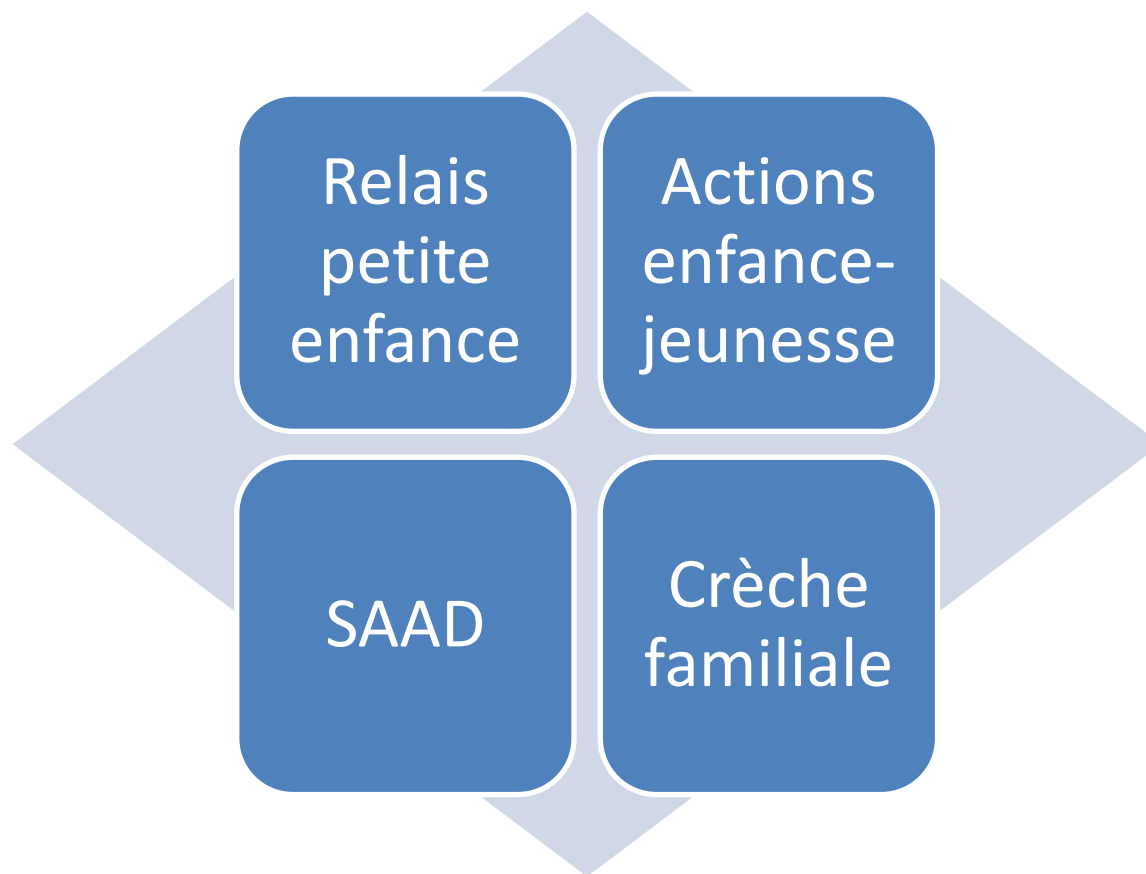 Relais
petite
enfance
Actions
enfance-
jeunesse
SAAD
Crèche
familiale